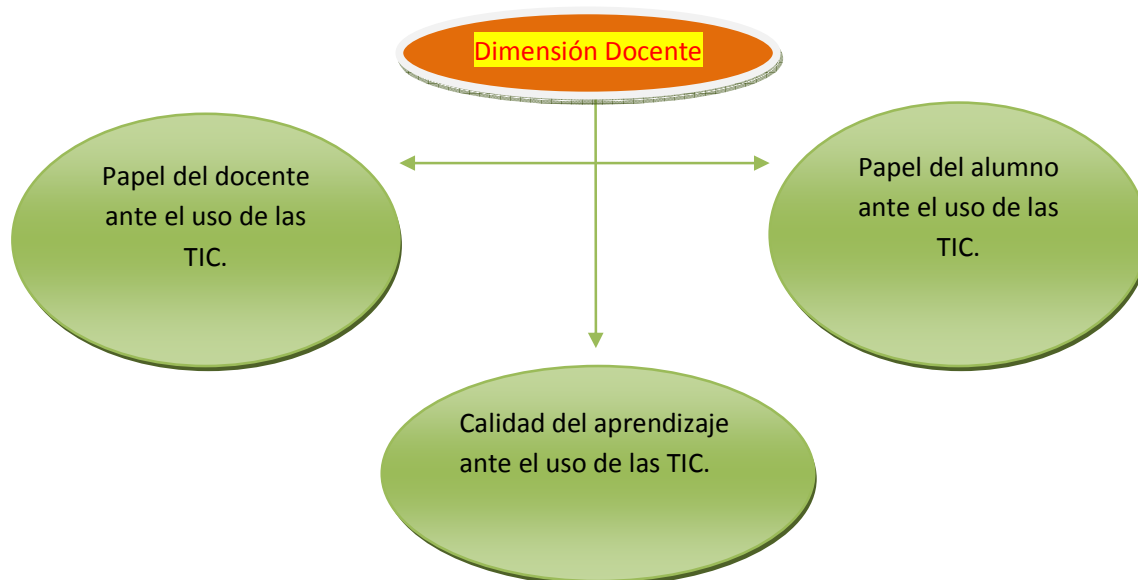 Dimensión Docente
Papel del docente
ante el uso de las
TIC.
Papel del alumno
ante el uso de las
TIC.
Calidad del aprendizaje
ante el uso de las TIC.